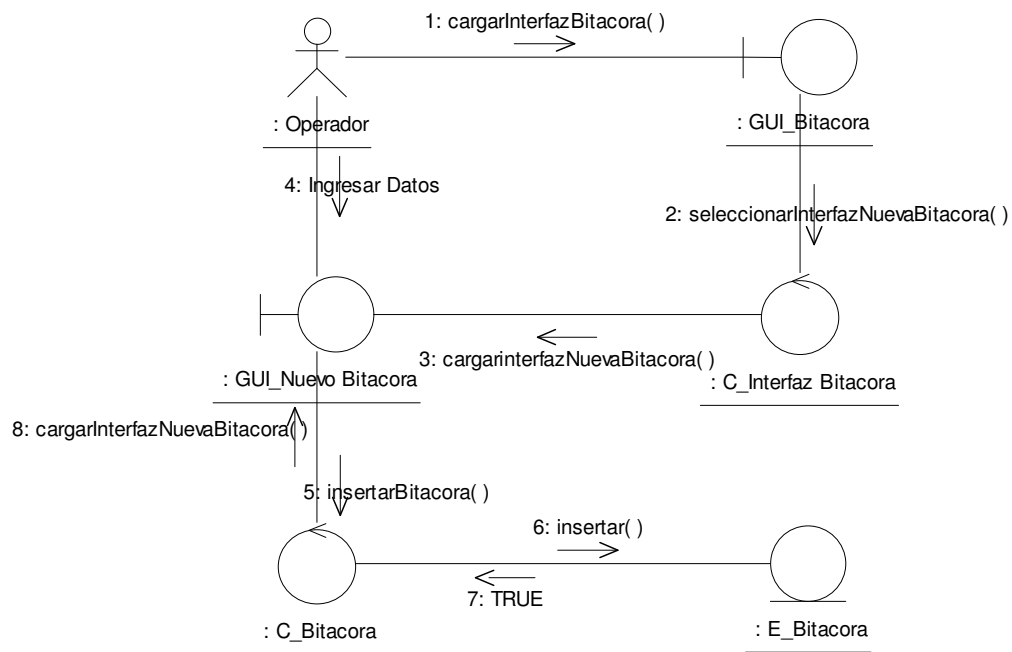 1: cargarInterfazBitacora( )
: Operador
: GUI_Bitacora
4: Ingresar Datos
2: seleccionarInterfazNuevaBitacora( )
3: cargarinterfazNuevaBitacora( )
: GUI_Nuevo Bitacora
: C_Interfaz Bitacora
8: cargarInterfazNuevaBitacora( )
5: insertarBitacora( )
6: insertar( )
7: TRUE
: C_Bitacora
: E_Bitacora